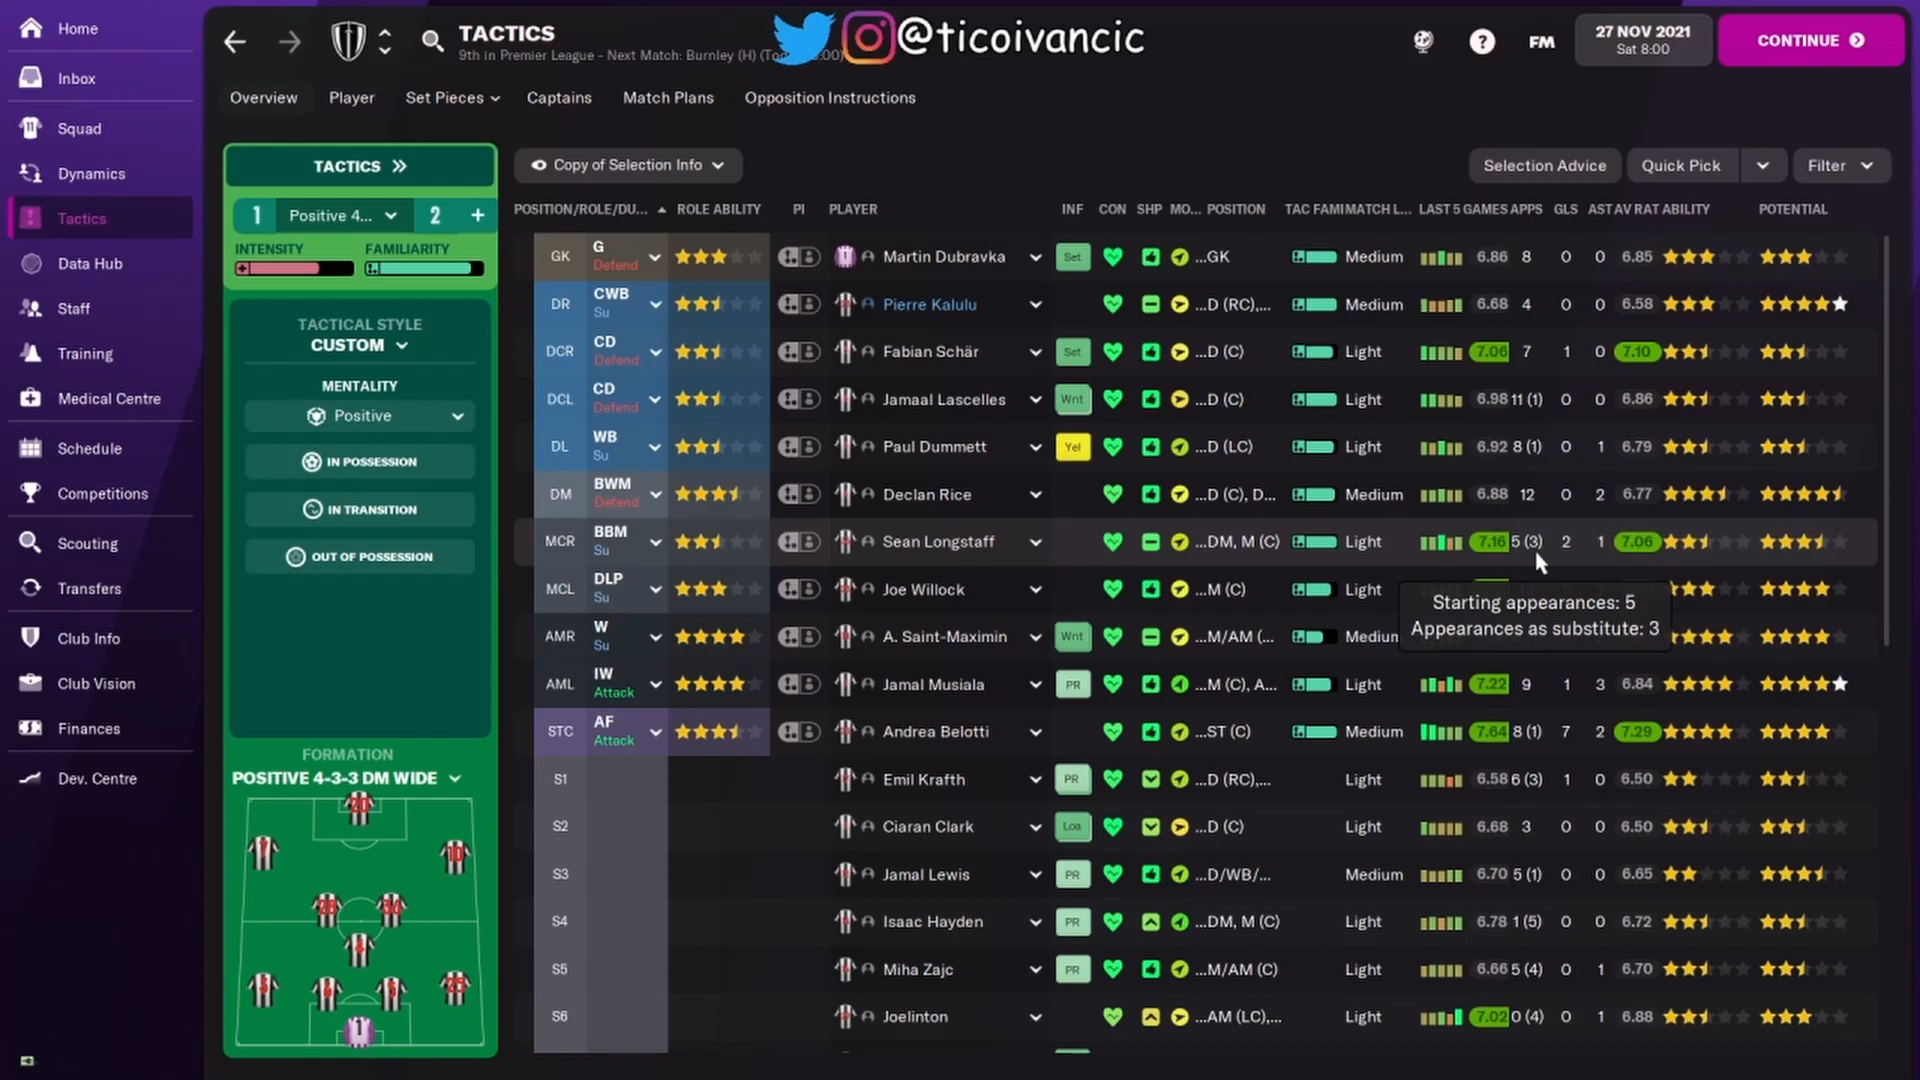 Home
Inbox
Squad
Dynamics
Tactics
Data Hub
Staff
Training
Medical Centre
Schedule
Competitions
Scouting
Transfers
Club Info
Club Vision
Finances
Dev. Centre
TACTICS
9th in Premier League - Next Match: Burnley (H)
@ticoivancic
FM
27 NOV 2021
Sat 8:00
CONTINUE
Overview Player Set Pieces Captains Match Plans Opposition Instructions
TACTICS
1 Positive 4... 2 +
INTENSITY FAMILIARITY
TACTICAL STYLE
CUSTOM
MENTALITY
Positive
IN POSSESSION
IN TRANSITION
OUT OF POSSESSION
FORMATION
POSITIVE 4-3-3 DM WIDE
20
7 10
28 36
4
3 6 5 25
1
Copy of Selection Info
Selection Advice Quick Pick Filter
POSITION/ROLE/DU... ROLE ABILITY PI PLAYER INF CON SHP MO... POSITION TAC FAMI MATCH L... LAST 5 GAMES APPS GLS AST AV RAT ABILITY POTENTIAL
GK G Defend Martin Dubravka Set ...GK Medium 6.86 8 0 0 6.85
DR CWB Su Pierre Kalulu ...D (RC),... Medium 6.68 4 0 0 6.58
DCR CD Defend Fabian Schär Set ...D (C) Light 7.06 7 1 0 7.10
DCL CD Defend Jamaal Lascelles Wnt ...D (C) Light 6.98 11 (1) 0 0 6.86
DL WB Su Paul Dummett Yel ...D (LC) Light 6.92 8 (1) 0 1 6.79
DM BWM Defend Declan Rice ...D (C), D... Medium 6.88 12 0 2 6.77
MCR BBM Su Sean Longstaff ...DM, M (C) Light 7.16 5 (3) 2 1 7.06
MCL DLP Su Joe Willock ...M (C) Light
Starting appearances: 5
Appearances as substitute: 3
AMR W Su A. Saint-Maximin Wnt ...M/AM (... Medium
AML IW Attack Jamal Musiala PR ...M (C), A... Light 7.22 9 1 3 6.84
STC AF Attack Andrea Belotti ...ST (C) Medium 7.64 8 (1) 7 2 7.29
S1 Emil Krafth PR ...D (RC),... Light 6.58 6 (3) 1 0 6.50
S2 Ciaran Clark Loa ...D (C) Light 6.68 3 0 0 6.50
S3 Jamal Lewis PR ...D/WB/... Medium 6.70 5 (1) 0 0 6.65
S4 Isaac Hayden PR ...DM, M (C) Light 6.78 1 (5) 0 0 6.72
S5 Miha Zajc PR ...M/AM (C) Light 6.66 5 (4) 0 1 6.70
S6 Joelinton ...AM (LC),... Light 7.02 0 (4) 0 1 6.88